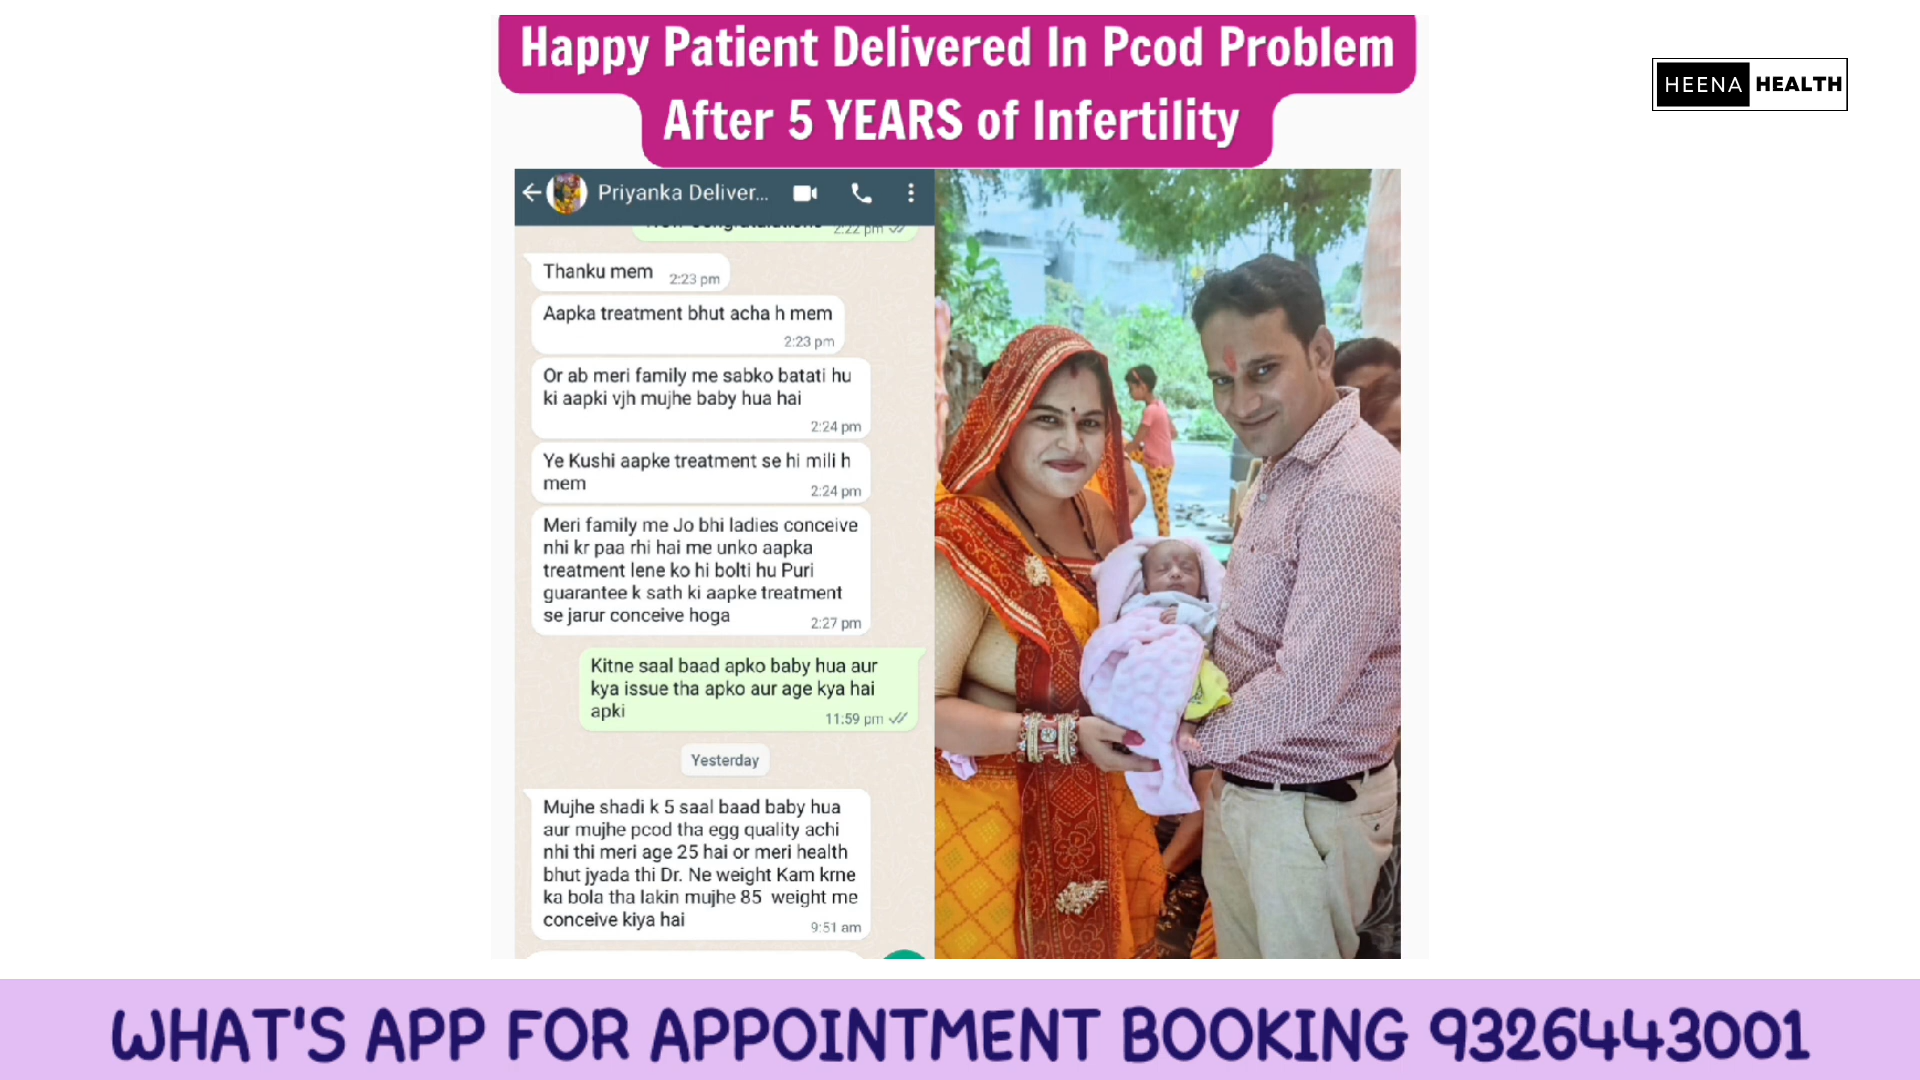 Happy Patient Delivered In Pcod Problem
After 5 YEARS of Infertility
HEENA HEALTH
Priyanka Deliver...
2:22 pm
Thanku mem 2:23 pm
Aapka treatment bhut acha h mem
2:23 pm
Or ab meri family me sabko batati hu
ki aapki vjh mujhe baby hua hai
2:24 pm
Ye Kushi aapke treatment se hi mili h
mem 2:24 pm
Meri family me Jo bhi ladies conceive
nhi kr paa rhi hai me unko aapka
treatment lene ko hi bolti hu Puri
guarantee k sath ki aapke treatment
se jarur conceive hoga 2:27 pm
Kitne saal baad apko baby hua aur
kya issue tha apko aur age kya hai
apki 11:59 pm
Yesterday
Mujhe shadi k 5 saal baad baby hua
aur mujhe pcod tha egg quality achi
nhi thi meri age 25 hai or meri health
bhut jyada thi Dr. Ne weight Kam krne
ka bola tha lakin mujhe 85 weight me
conceive kiya hai 9:51 am
WHAT'S APP FOR APPOINTMENT BOOKING 9326443001